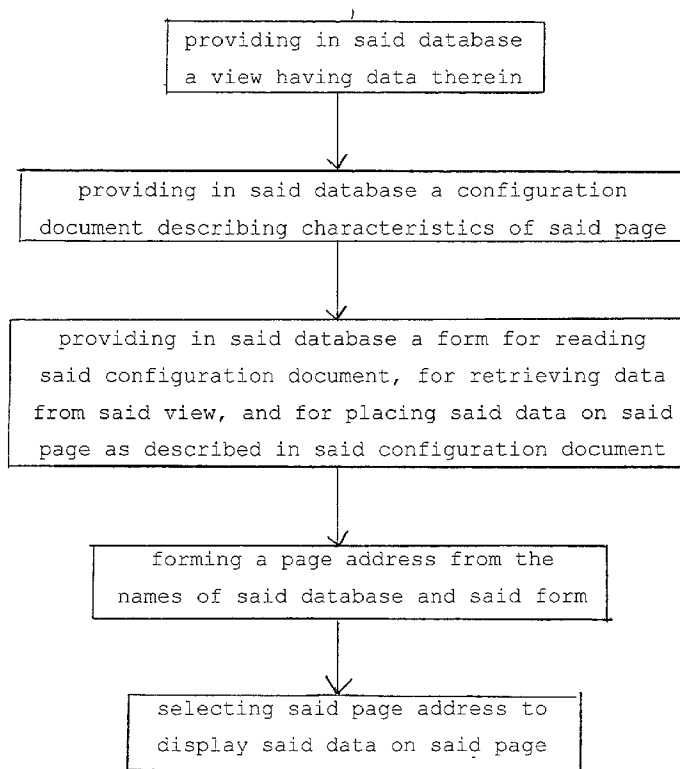 providing in said database
a view having data therein
providing in said database a configuration
document describing characteristics of said page
providing in said database a form for reading
said configuration document, for retrieving data
from said view, and for placing said data on said
page as described in said configuration document
forming a page address from the
names of said database and said form
selecting said page address to
display said data on said page